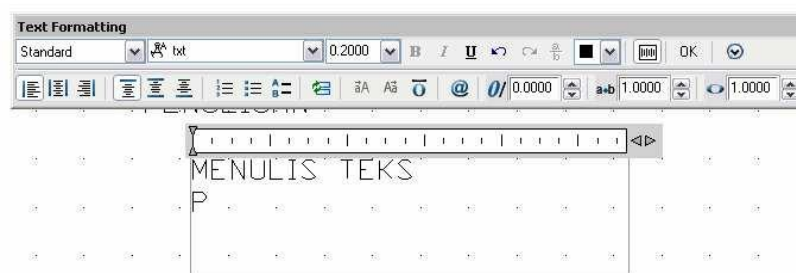 Text Formatting
Standard txt 0.2000 B I U OK
@ 0/ 0.0000 a•b 1.0000 1.0000
MENULIS TEKS
P